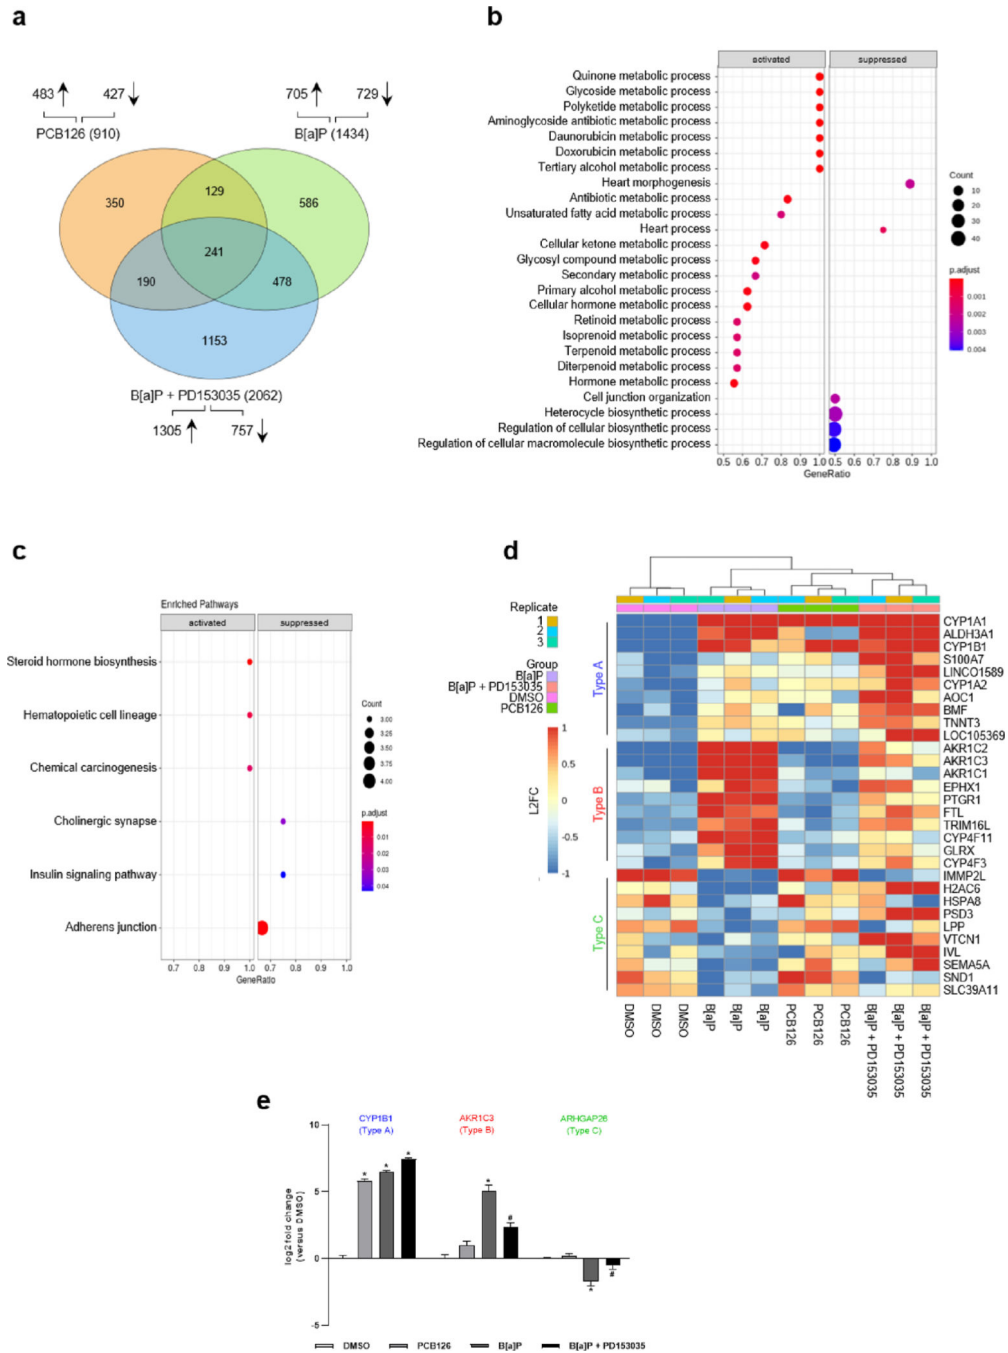 a
483 427
PCB126 (910)
705 729
B[a]P (1434)
350
129
586
241
190
478
1153
B[a]P + PD153035 (2062)
1305 757
b
activated suppressed
Quinone metabolic process
Glycoside metabolic process
Polyketide metabolic process
Aminoglycoside antibiotic metabolic process
Daunorubicin metabolic process
Doxorubicin metabolic process
Tertiary alcohol metabolic process
Heart morphogenesis
Antibiotic metabolic process
Unsaturated fatty acid metabolic process
Heart process
Cellular ketone metabolic process
Glycosyl compound metabolic process
Secondary metabolic process
Primary alcohol metabolic process
Cellular hormone metabolic process
Retinoid metabolic process
Isoprenoid metabolic process
Terpenoid metabolic process
Diterpenoid metabolic process
Hormone metabolic process
Cell junction organization
Heterocycle biosynthetic process
Regulation of cellular biosynthetic process
Regulation of cellular macromolecule biosynthetic process
0.5 0.6 0.7 0.8 0.9 1.0 0.5 0.6 0.7 0.8 0.9 1.0
GeneRatio
Count
10
20
30
40
p.adjust
0.001
0.002
0.003
0.004
c
Enriched Pathways
activated suppressed
Steroid hormone biosynthesis
Hematopoietic cell lineage
Chemical carcinogenesis
Cholinergic synapse
Insulin signaling pathway
Adherens junction
0.7 0.8 0.9 1.0 0.7 0.8 0.9 1.0
GeneRatio
Count
3.00
3.25
3.50
3.75
4.00
p.adjust
0.01
0.02
0.03
0.04
d
Replicate
1
2
3
Group
B[a]P
B[a]P + PD153035
DMSO
PCB126
1
0.5
0
-0.5
-1
L2FC
Type A
Type B
Type C
CYP1A1
ALDH3A1
CYP1B1
S100A7
LINC01589
CYP1A2
AOC1
BMF
TNNT3
LOC105369
AKR1C2
AKR1C3
AKR1C1
EPHX1
PTGR1
FTL
TRIM16L
CYP4F11
GLRX
CYP4F3
IMMP2L
H2AC6
HSPA8
PSD3
LPP
VTCN1
IVL
SEMA5A
SND1
SLC39A11
DMSO
DMSO
DMSO
B[a]P
B[a]P
B[a]P
PCB126
PCB126
PCB126
B[a]P + PD153035
B[a]P + PD153035
B[a]P + PD153035
e
CYP1B1
(Type A)
AKR1C3
(Type B)
ARHGAP26
(Type C)
log2 fold change
(versus DMSO)
10
5
0
-5
* * *
* #
* #
DMSO PCB126 B[a]P B[a]P + PD153035